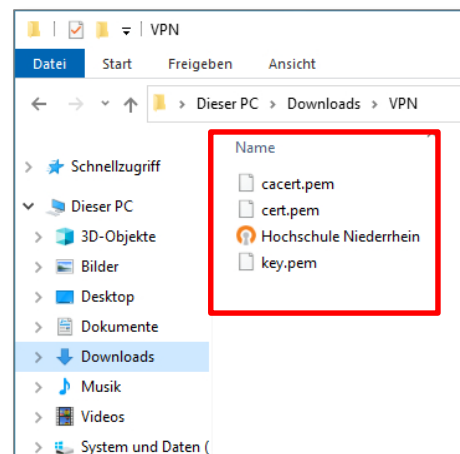 VPN
Datei Start Freigeben Ansicht
Dieser PC > Downloads > VPN
Name
Schnellzugriff
Dieser PC
3D-Objekte
Bilder
Desktop
Dokumente
Downloads
Musik
Videos
System und Daten (
cacert.pem
cert.pem
Hochschule Niederrhein
key.pem